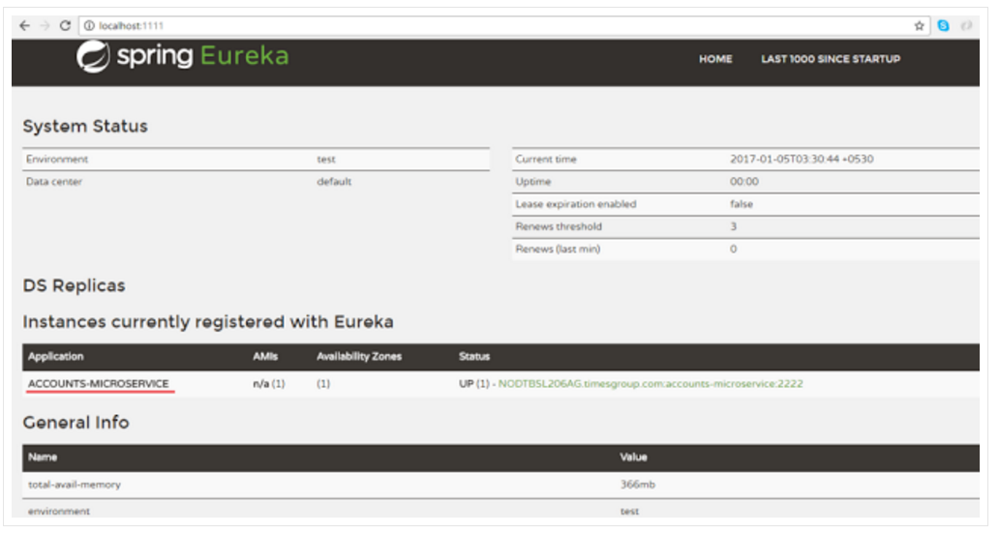 localhost:1111
spring Eureka
HOME LAST 1000 SINCE STARTUP
System Status
Environment test
Data center default
Current time 2017-01-05T03:30:44 +0530
Uptime 00:00
Lease expiration enabled false
Renews threshold 3
Renews (last min) 0
DS Replicas
Instances currently registered with Eureka
Application AMIs Availability Zones Status
ACCOUNTS-MICROSERVICE n/a (1) (1) UP (1) - NODTBSL206AG.timesgroup.com:accounts-microservice:2222
General Info
Name Value
total-avail-memory 366mb
environment test